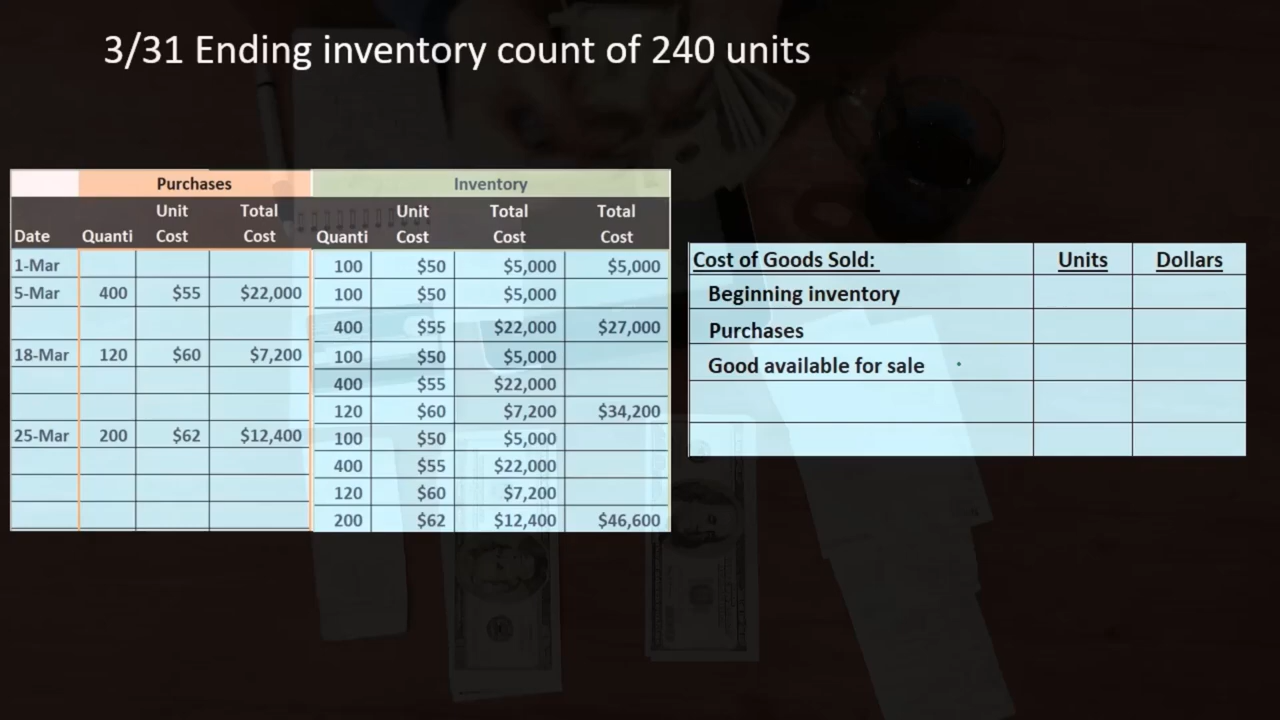 3/31 Ending inventory count of 240 units
Purchases Inventory
Unit Total Unit Total Total
Date Quanti Cost Cost Quanti Cost Cost Cost
1-Mar 100 $50 $5,000 $5,000
5-Mar 400 $55 $22,000 100 $50 $5,000
400 $55 $22,000 $27,000
18-Mar 120 $60 $7,200 100 $50 $5,000
400 $55 $22,000
120 $60 $7,200 $34,200
25-Mar 200 $62 $12,400 100 $50 $5,000
400 $55 $22,000
120 $60 $7,200
200 $62 $12,400 $46,600
Cost of Goods Sold: Units Dollars
Beginning inventory
Purchases
Good available for sale